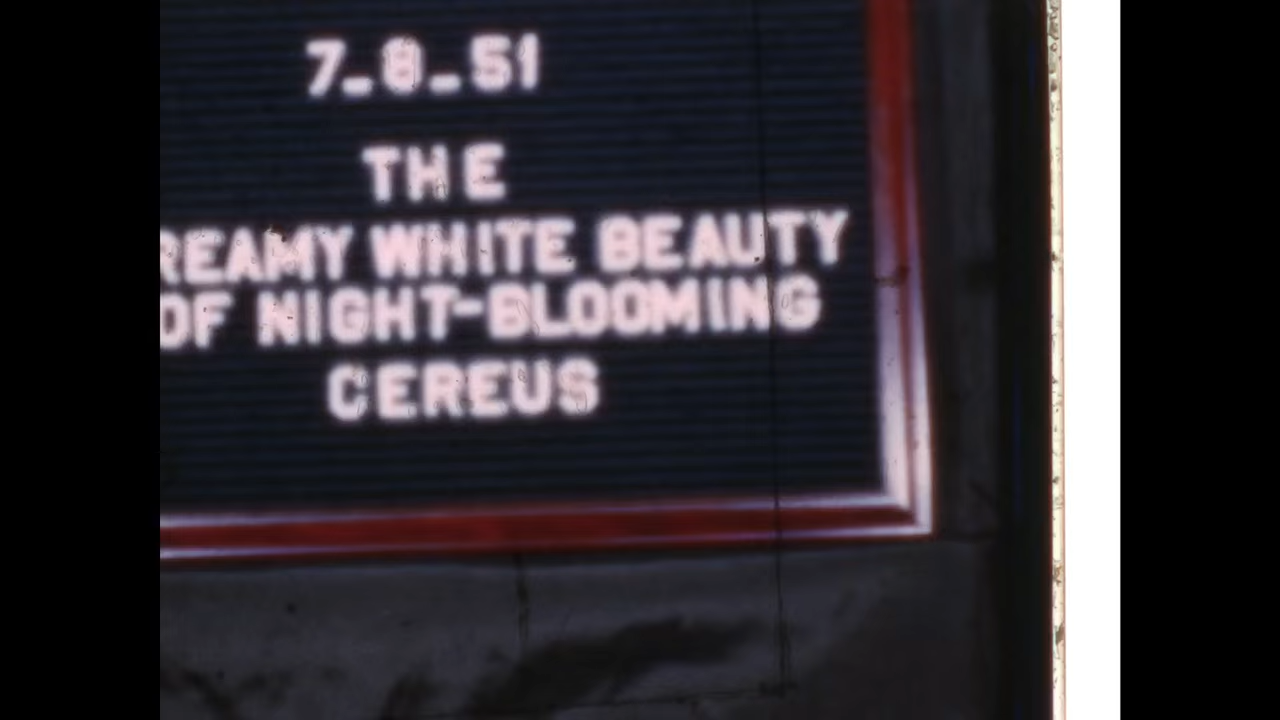 7-8-51
THE
REAMY WHITE BEAUTY
OF NIGHT-BLOOMING
CEREUS